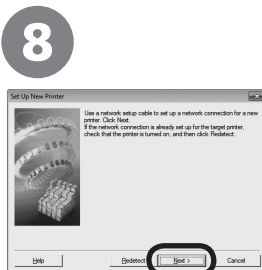 8
Set Up New Printer
Use a network setup cable to set up a network connection for a new
printer. Click Next.
If the network connection is already set up for the target printer,
check that the printer is turned on, and then click Redetect.
Help
Redetect
Next >
Cancel